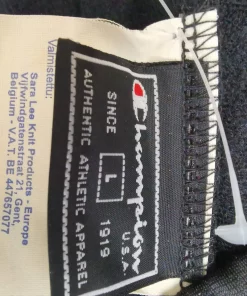 Valmistettu:
Sara Lee Knit Products - Europe
Vijfwindgatenstraat 21, Gent,
Belgium - V.A.T. BE 447657077
Champion
U.S.A.
SINCE
L
1919
AUTHENTIC ATHLETIC APPAREL